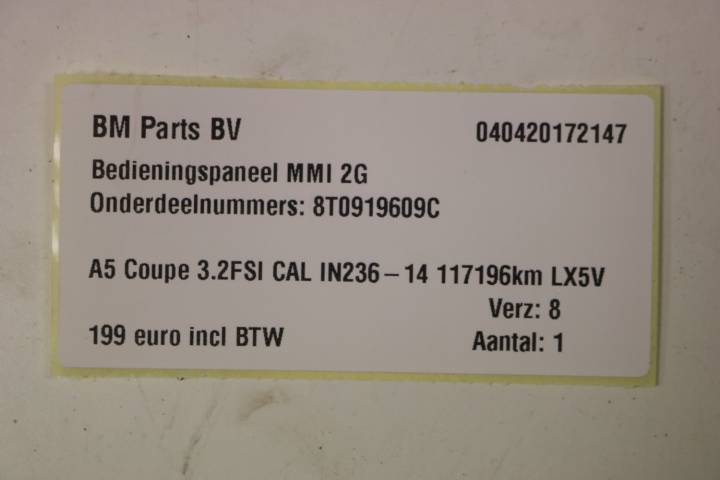 BM Parts BV 040420172147
Bedieningspaneel MMI 2G
Onderdeelnummers: 8T0919609C
A5 Coupe 3.2FSI CAL IN236-14 117196km LX5V
Verz: 8
199 euro incl BTW Aantal: 1